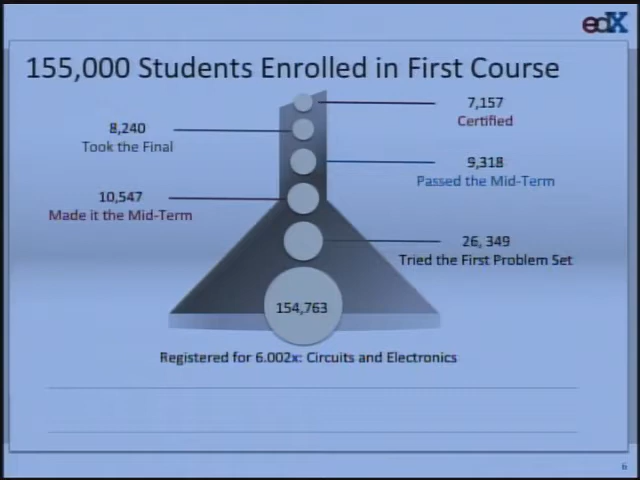 edX
155,000 Students Enrolled in First Course
7,157
Certified
8,240
Took the Final
9,318
Passed the Mid-Term
10,547
Made it the Mid-Term
26, 349
Tried the First Problem Set
154,763
Registered for 6.002x: Circuits and Electronics
6